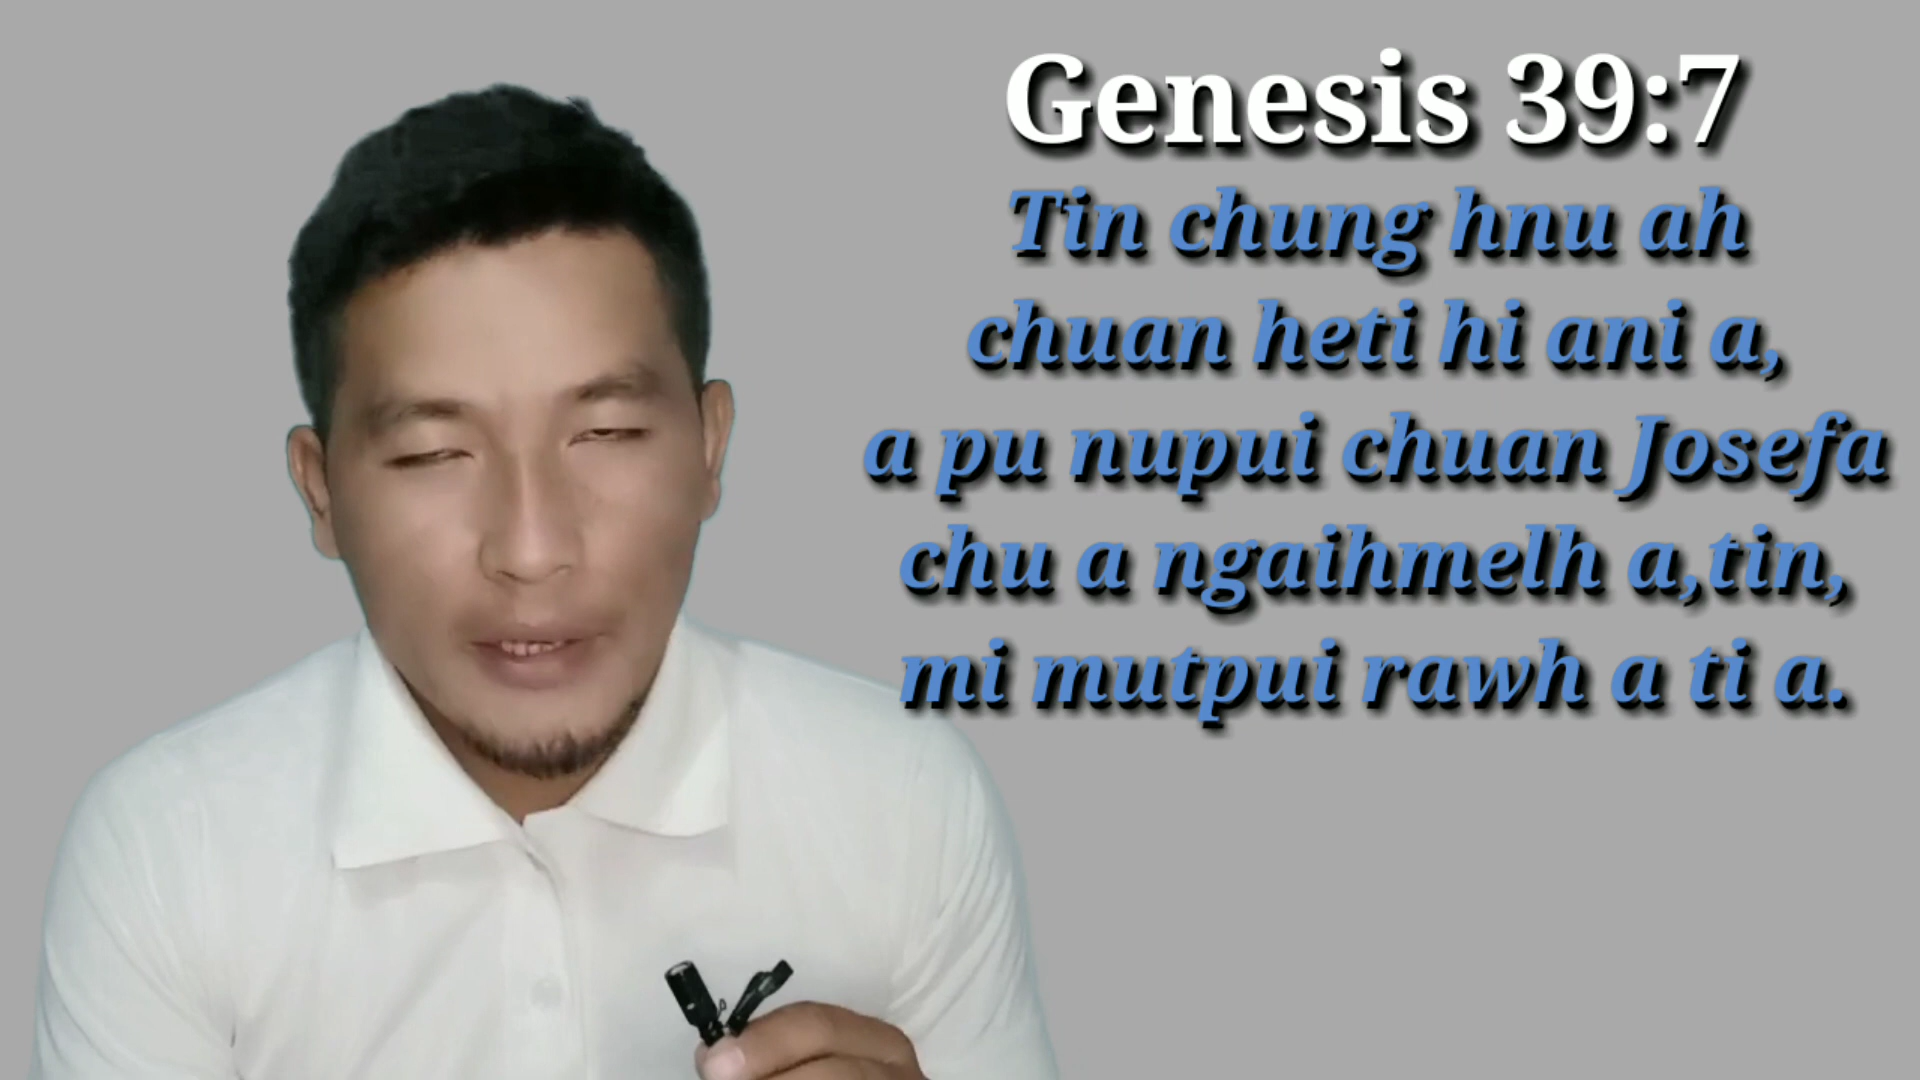 Genesis 39:7
Tin chung hnu ah
chuan heti hi ani a,
a pu nupui chuan Josefa
chu a ngaihmelh a,tin,
mi mutpui rawh a ti a.